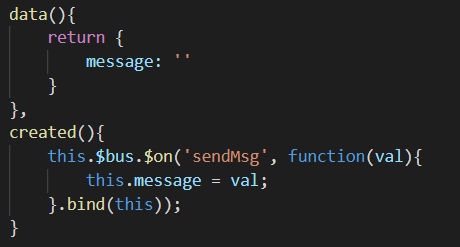 data(){
    return {
        message: ''
    }
},
created(){
    this.$bus.$on('sendMsg', function(val){
        this.message = val;
    }.bind(this));
}